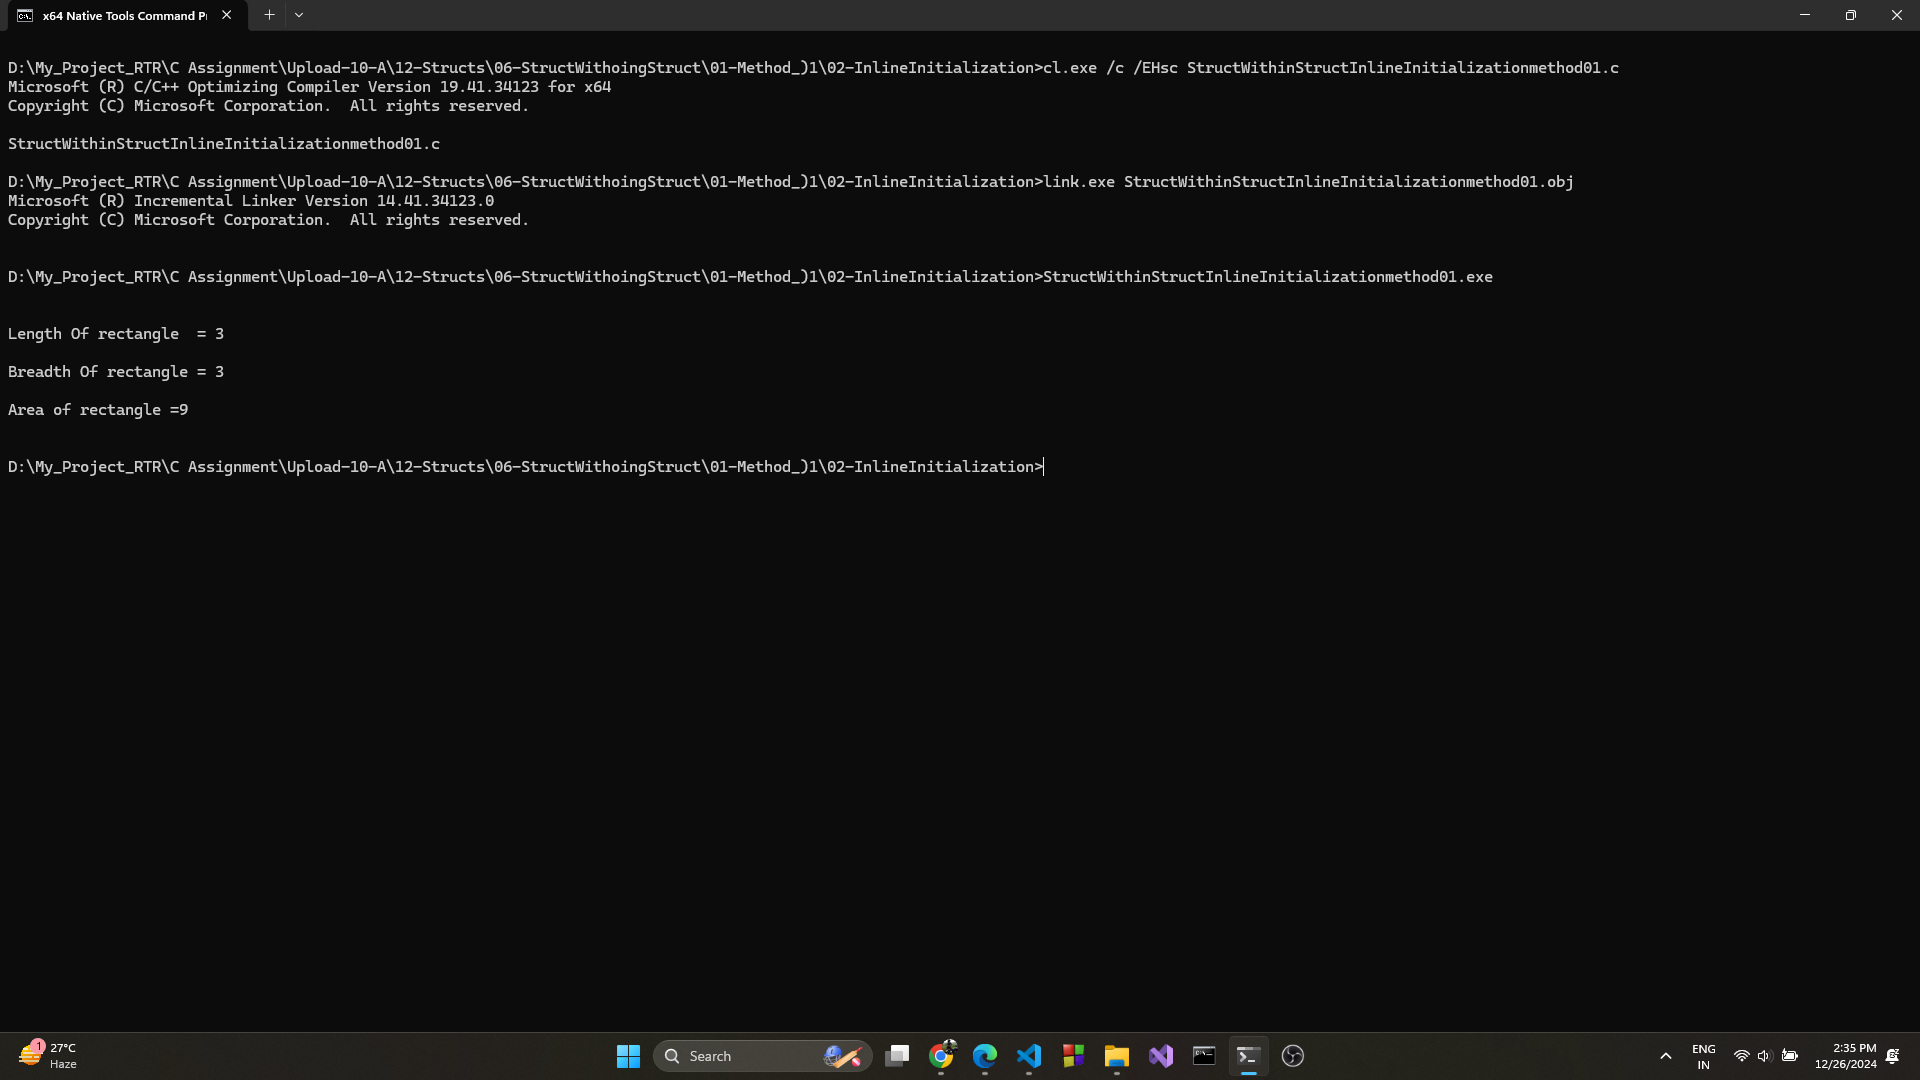 x64 Native Tools Command P
D:\My_Project_RTR\C Assignment\Upload-10-A\12-Structs\06-StructWithoingStruct\01-Method_)1\02-InlineInitialization>cl.exe /c /EHsc StructWithinStructInlineInitializationmethod01.c
Microsoft (R) C/C++ Optimizing Compiler Version 19.41.34123 for x64
Copyright (C) Microsoft Corporation.  All rights reserved.
StructWithinStructInlineInitializationmethod01.c
D:\My_Project_RTR\C Assignment\Upload-10-A\12-Structs\06-StructWithoingStruct\01-Method_)1\02-InlineInitialization>link.exe StructWithinStructInlineInitializationmethod01.obj
Microsoft (R) Incremental Linker Version 14.41.34123.0
Copyright (C) Microsoft Corporation.  All rights reserved.
D:\My_Project_RTR\C Assignment\Upload-10-A\12-Structs\06-StructWithoingStruct\01-Method_)1\02-InlineInitialization>StructWithinStructInlineInitializationmethod01.exe
Length Of rectangle  = 3
Breadth Of rectangle = 3
Area of rectangle =9
D:\My_Project_RTR\C Assignment\Upload-10-A\12-Structs\06-StructWithoingStruct\01-Method_)1\02-InlineInitialization>
1
27°C
Haze
Search
ENG
IN
2:35 PM
12/26/2024